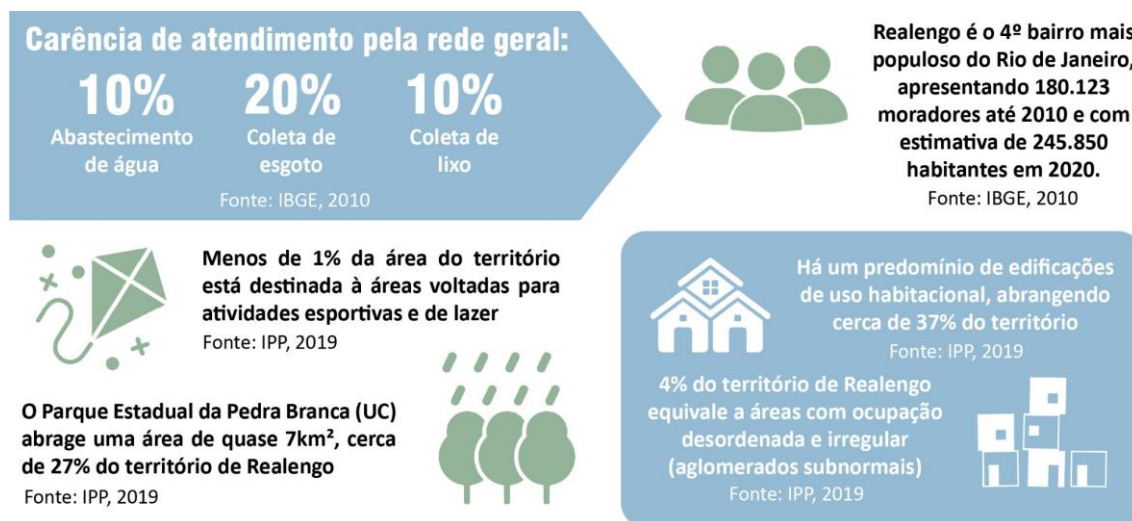 Carência de atendimento pela rede geral:
10%
Abastecimento
de água
20%
Coleta de
esgoto
10%
Coleta de
lixo
Fonte: IBGE, 2010
Realengo é o 4º bairro mais
populoso do Rio de Janeiro,
apresentando 180.123
moradores até 2010 e com
estimativa de 245.850
habitantes em 2020.
Fonte: IBGE, 2010
Menos de 1% da área do território
está destinada à áreas voltadas para
atividades esportivas e de lazer
Fonte: IPP, 2019
O Parque Estadual da Pedra Branca (UC)
abrage uma área de quase 7km², cerca
de 27% do território de Realengo
Fonte: IPP, 2019
Há um predomínio de edificações
de uso habitacional, abrangendo
cerca de 37% do território
Fonte: IPP, 2019
4% do território de Realengo
equivale a áreas com ocupação
desordenada e irregular
(aglomerados subnormais)
Fonte: IPP, 2019